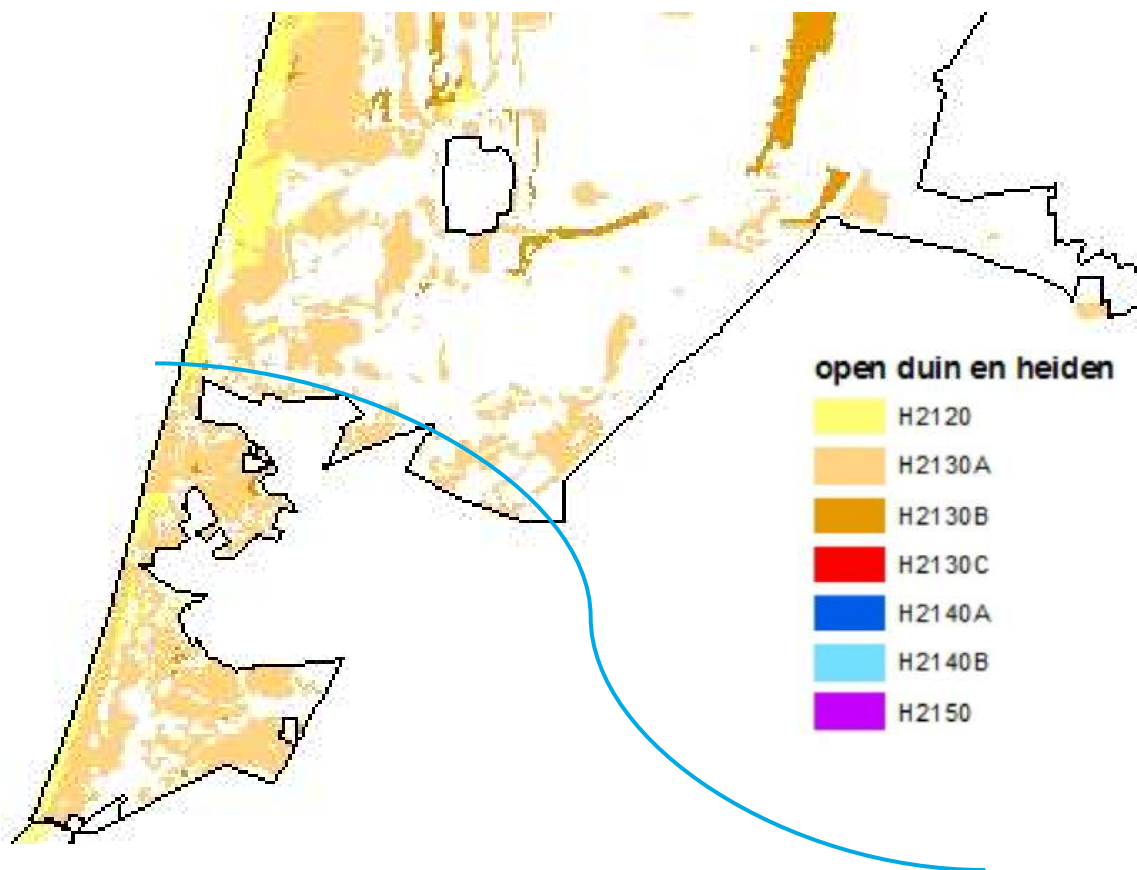 open duin en heiden
H2120
H2130A
H2130B
H2130C
H2140A
H2140B
H2150